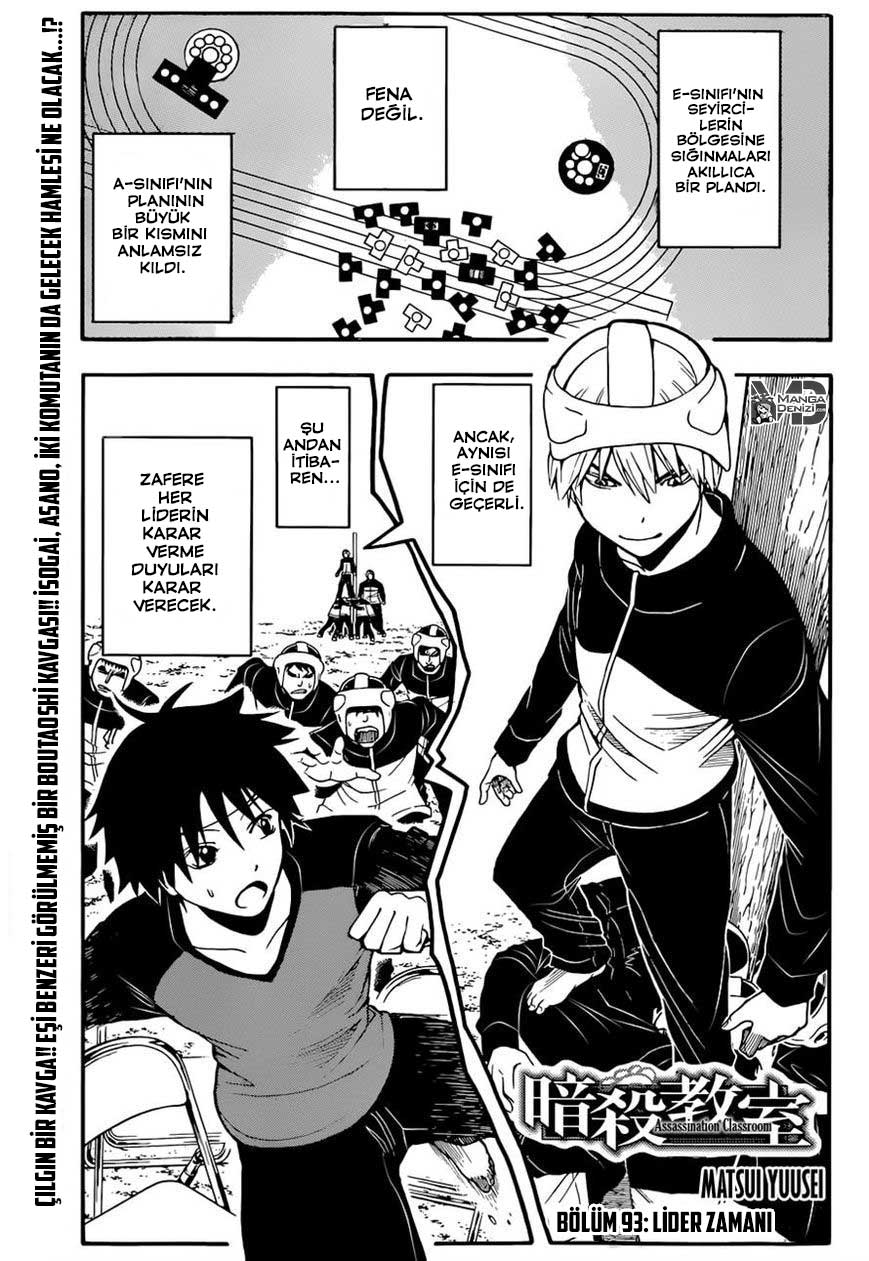 ÇILGIN BİR KAVGA!! EŞİ BENZERİ GÖRÜLMEMİŞ BİR BOUTAOSHI KAVGASI!! İSOGAİ, ASANO, İKİ KOMUTANIN DA GELECEK HAMLESİ NE OLACAK...!?
E-SINIFI'NIN
SEYİRCİ-
LERİN
BÖLGESİNE
SIĞINMALARI
AKILLICA
BİR PLANDI.
FENA
DEĞİL.
A-SINIFI'NIN
PLANININ
BÜYÜK
BİR KISMINI
ANLAMSIZ
KILDI.
ANCAK,
AYNISI
E-SINIFI
İÇİN DE
GEÇERLİ.
ŞU
ANDAN
İTİBA-
REN...
ZAFERE
HER
LİDERİN
KARAR
VERME
DUYULARI
KARAR
VERECEK.
MD
MANGA
DENİZİ.com
暗殺教室
Assassination Classroom
MATSUI YUUSEI
BÖLÜM 93: LİDER ZAMANI